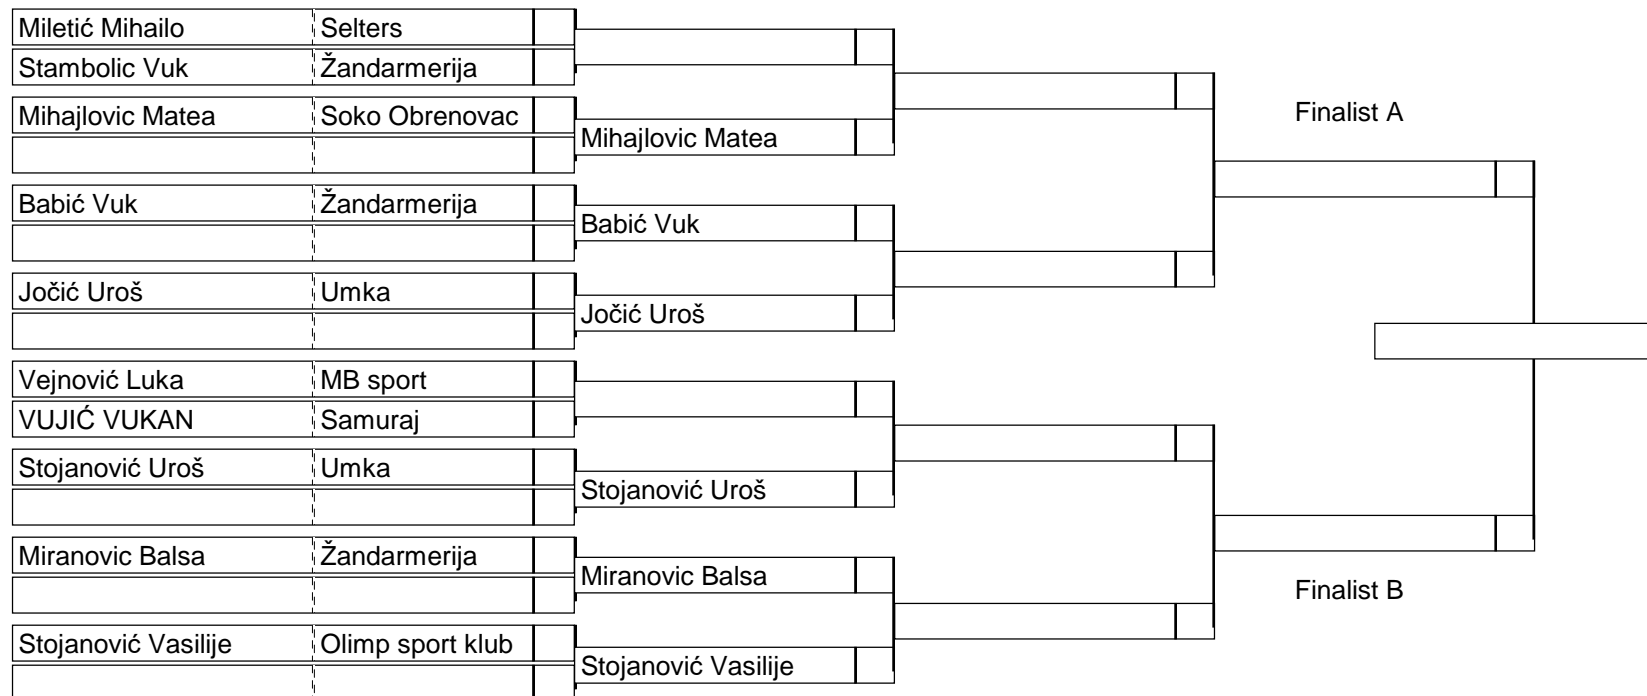 Miletić Mihailo Selters
Stambolic Vuk Žandarmerija
Mihajlovic Matea Soko Obrenovac
Mihajlovic Matea
Babić Vuk Žandarmerija
Babić Vuk
Jočić Uroš Umka
Jočić Uroš
Vejnović Luka MB sport
VUJIĆ VUKAN Samuraj
Stojanović Uroš Umka
Stojanović Uroš
Miranovic Balsa Žandarmerija
Miranovic Balsa
Stojanović Vasilije Olimp sport klub
Stojanović Vasilije
Finalist A
Finalist B